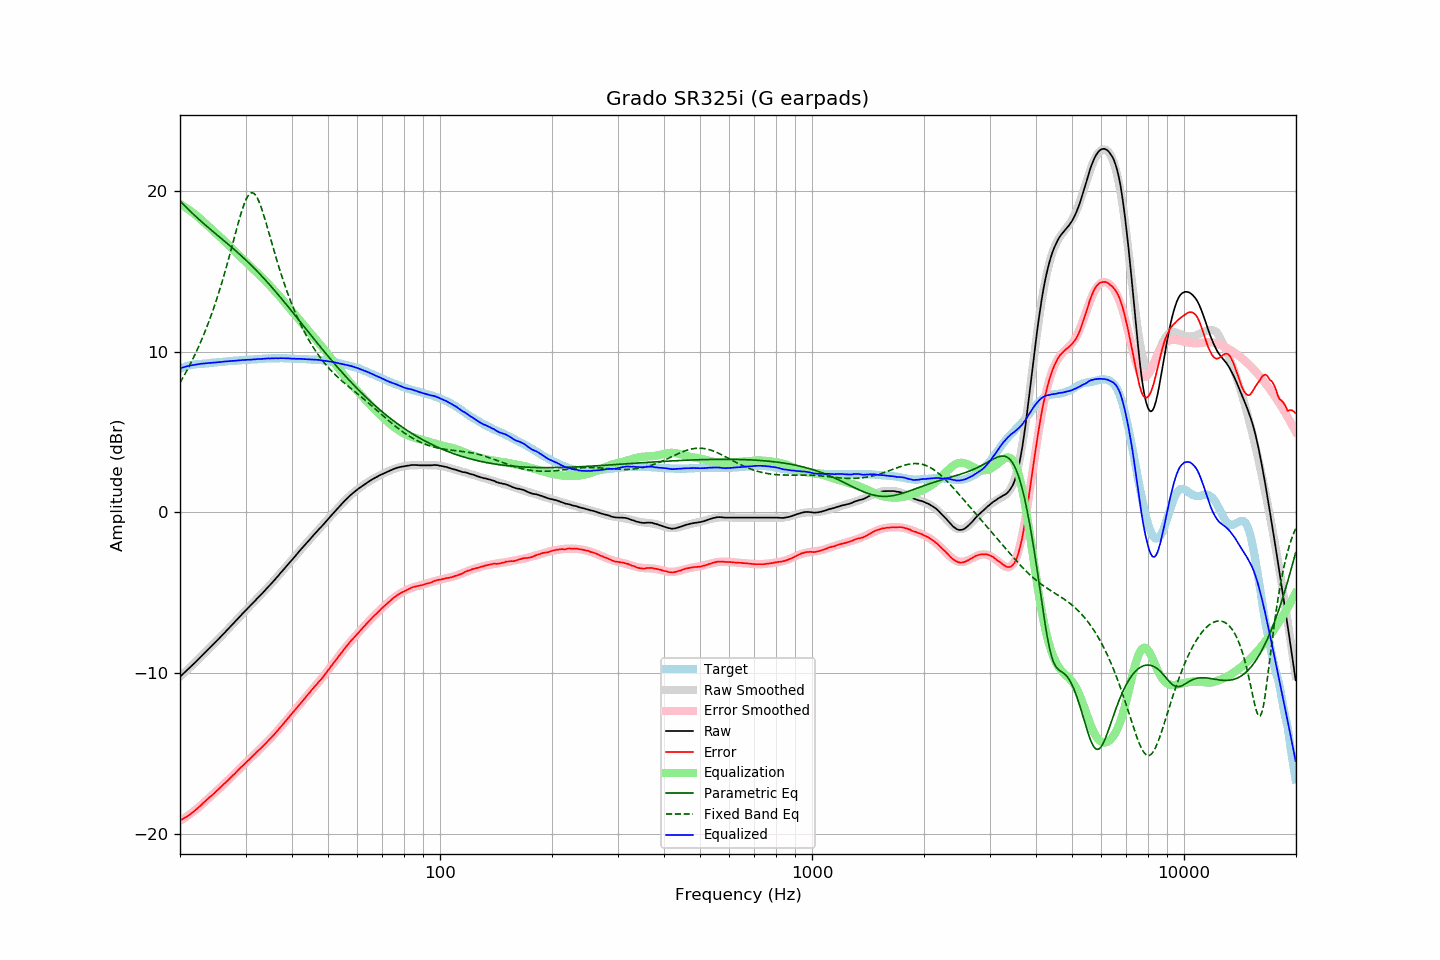 Grado SR325i (G earpads)
Amplitude (dBr)
20
10
0
−10
−20
Target
Raw Smoothed
Error Smoothed
Raw
Error
Equalization
Parametric Eq
Fixed Band Eq
Equalized
100
1000
10000
Frequency (Hz)